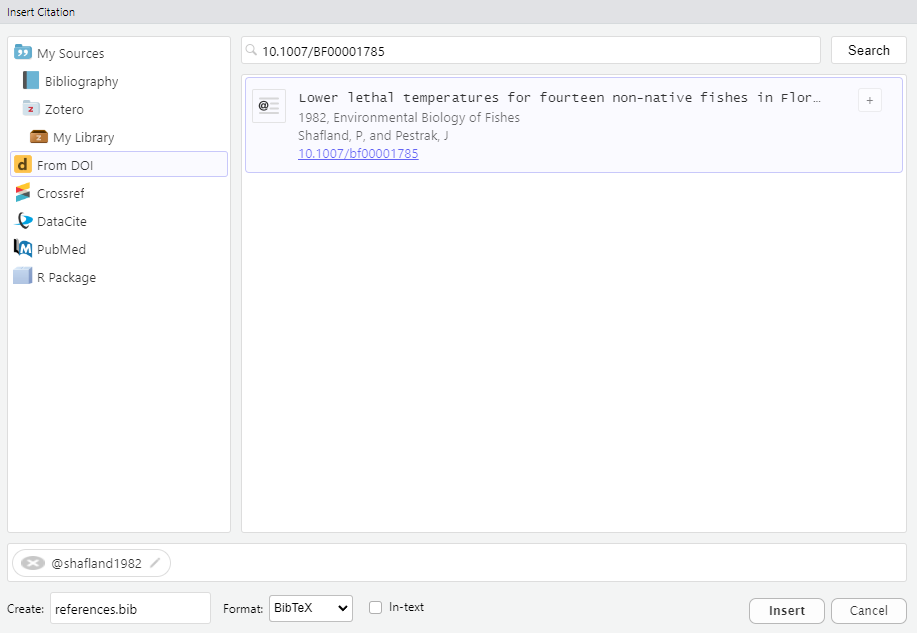 Insert Citation
My Sources
Bibliography
Zotero
My Library
From DOI
Crossref
DataCite
PubMed
R Package
10.1007/BF00001785
Search
Lower lethal temperatures for fourteen non-native fishes in Flor…
1982, Environmental Biology of Fishes
Shafland, P, and Pestrak, J
10.1007/bf00001785
@shafland1982
Create:
references.bib
Format:
BibTeX
In-text
Insert
Cancel